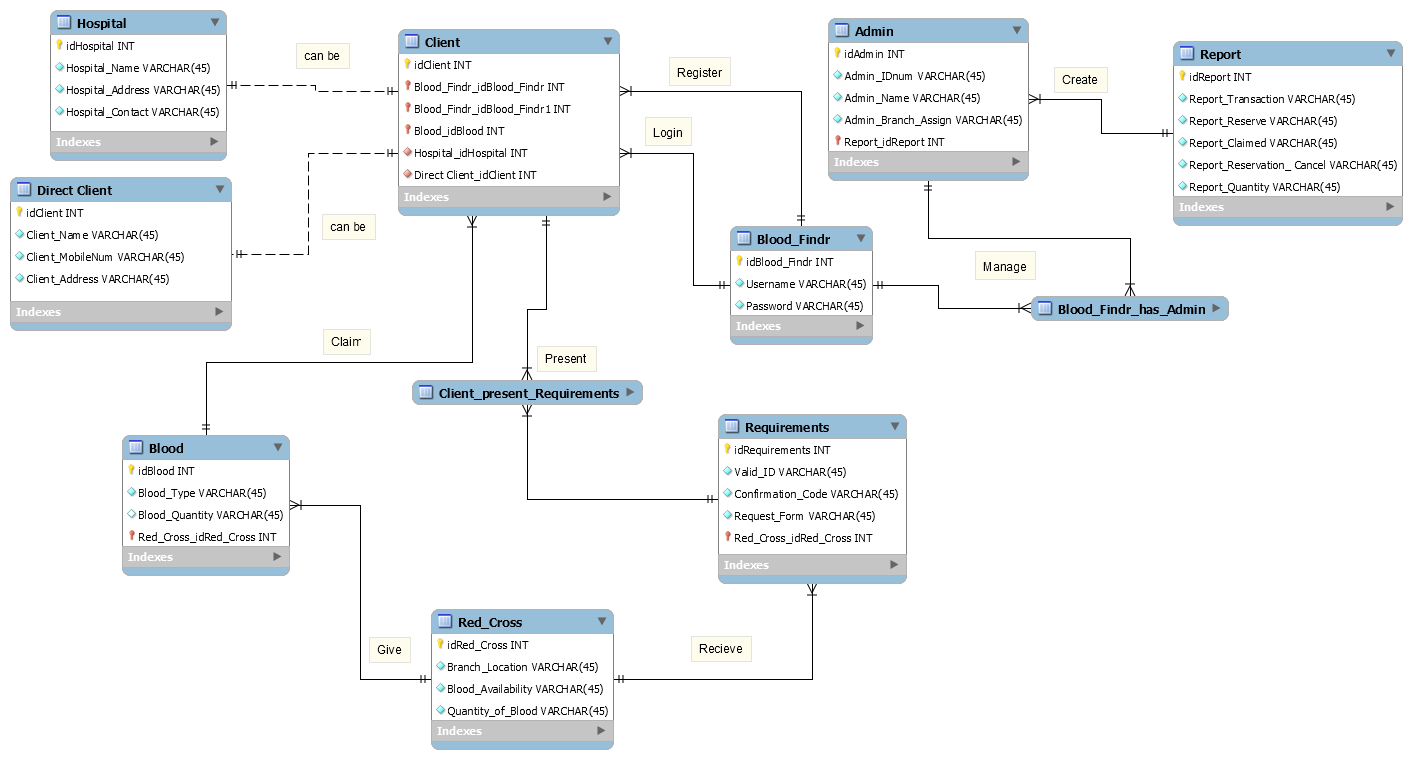 Hospital
idHospital INT
Hospital_Name VARCHAR(45)
Hospital_Address VARCHAR(45)
Hospital_Contact VARCHAR(45)
Indexes
can be
Client
idClient INT
Blood_Findr_idBlood_Findr INT
Blood_Findr_idBlood_Findr1 INT
Blood_idBlood INT
Hospital_idHospital INT
Direct Client_idClient INT
Indexes
Register
Login
Admin
idAdmin INT
Admin_IDnum VARCHAR(45)
Admin_Name VARCHAR(45)
Admin_Branch_Assign VARCHAR(45)
Report_idReport INT
Indexes
Create
Report
idReport INT
Report_Transaction VARCHAR(45)
Report_Reserve VARCHAR(45)
Report_Claimed VARCHAR(45)
Report_Reservation_ Cancel VARCHAR(45)
Report_Quantity VARCHAR(45)
Indexes
Direct Client
idClient INT
Client_Name VARCHAR(45)
Client_MobileNum VARCHAR(45)
Client_Address VARCHAR(45)
Indexes
can be
Blood_Findr
idBlood_Findr INT
Username VARCHAR(45)
Password VARCHAR(45)
Indexes
Manage
Blood_Findr_has_Admin
Claim
Present
Client_present_Requirements
Blood
idBlood INT
Blood_Type VARCHAR(45)
Blood_Quantity VARCHAR(45)
Red_Cross_idRed_Cross INT
Indexes
Requirements
idRequirements INT
Valid_ID VARCHAR(45)
Confirmation_Code VARCHAR(45)
Request_Form VARCHAR(45)
Red_Cross_idRed_Cross INT
Indexes
Give
Red_Cross
idRed_Cross INT
Branch_Location VARCHAR(45)
Blood_Availability VARCHAR(45)
Quantity_of_Blood VARCHAR(45)
Indexes
Recieve